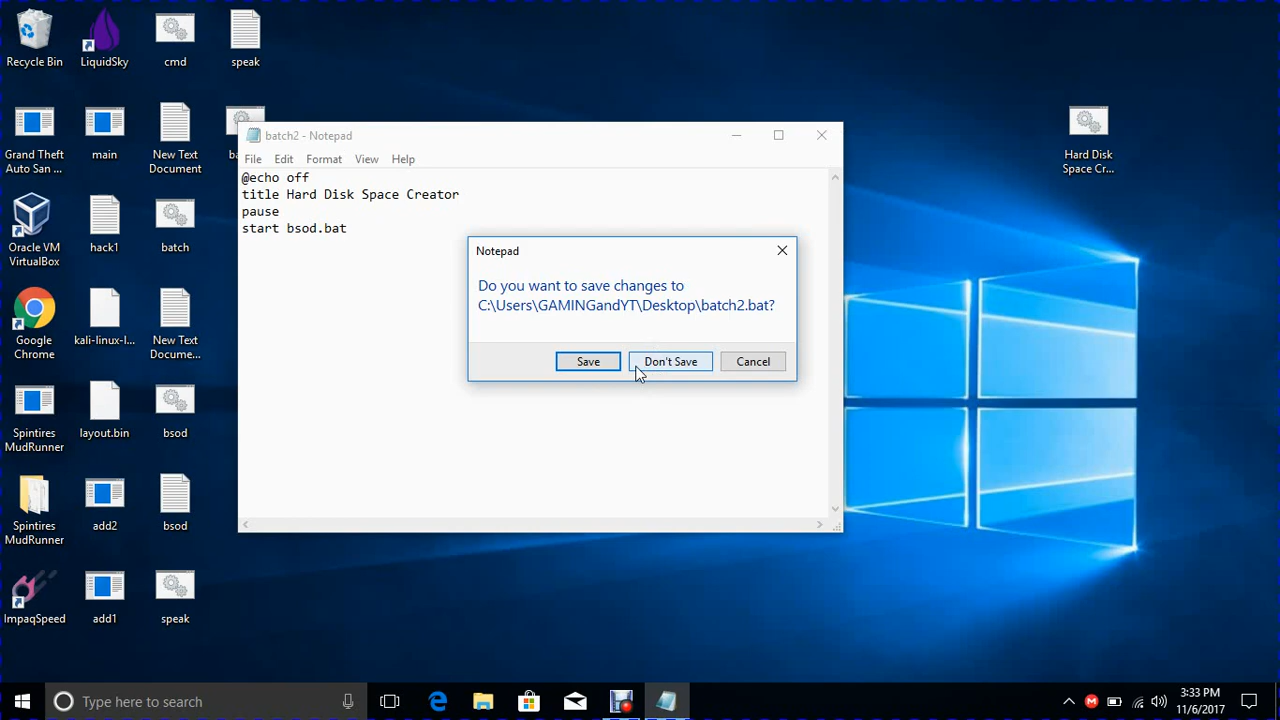 Recycle Bin
LiquidSky
cmd
speak
Grand Theft
Auto San ...
main
New Text
Document
Hard Disk
Space Cr...
Oracle VM
VirtualBox
hack1
batch
Google
Chrome
kali-linux-l...
New Text
Docume...
Spintires
MudRunner
layout.bin
bsod
Spintires
MudRunner
add2
bsod
ImpaqSpeed
add1
speak
batch2 - Notepad
File Edit Format View Help
@echo off
title Hard Disk Space Creator
pause
start bsod.bat
Notepad
Do you want to save changes to
C:\Users\GAMINGandYT\Desktop\batch2.bat?
Save Don't Save Cancel
Type here to search
3:33 PM
11/6/2017